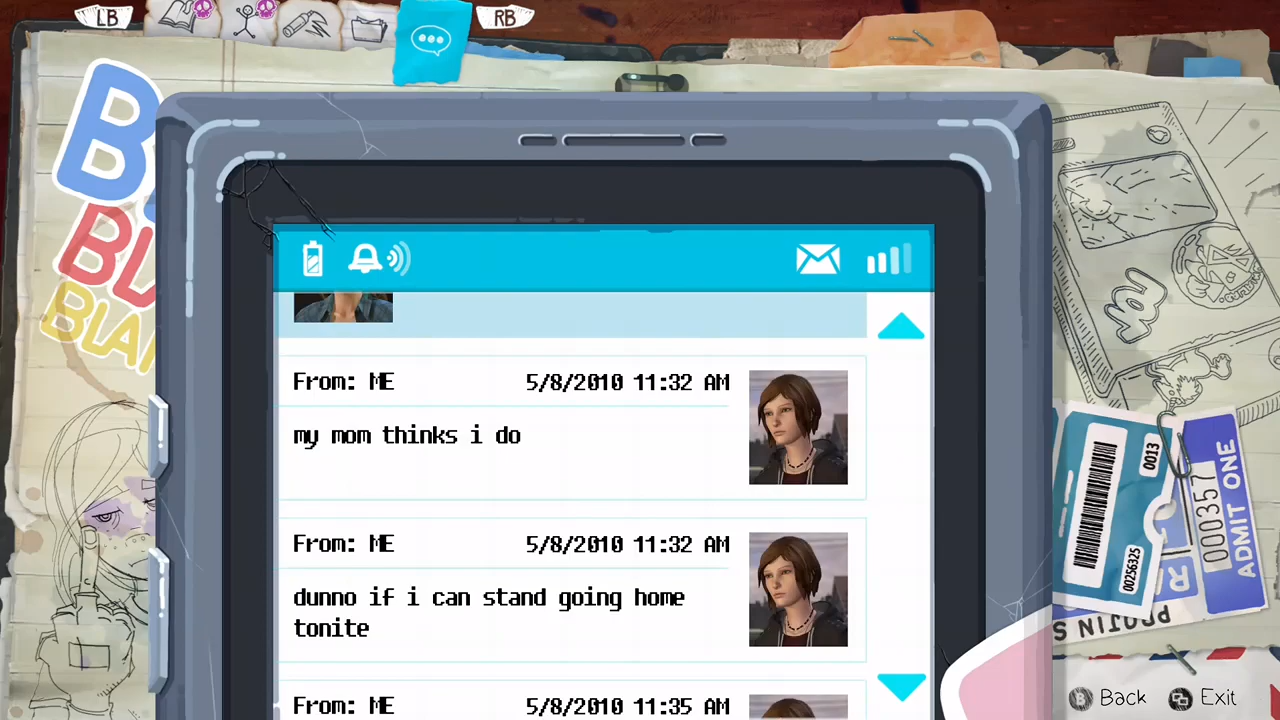 LB
RB
From: ME 5/8/2010 11:32 AM
my mom thinks i do
From: ME 5/8/2010 11:32 AM
dunno if i can stand going home
tonite
From: ME 5/8/2010 11:35 AM
0013
00256325
000357
ADMIT ONE
B Back Exit